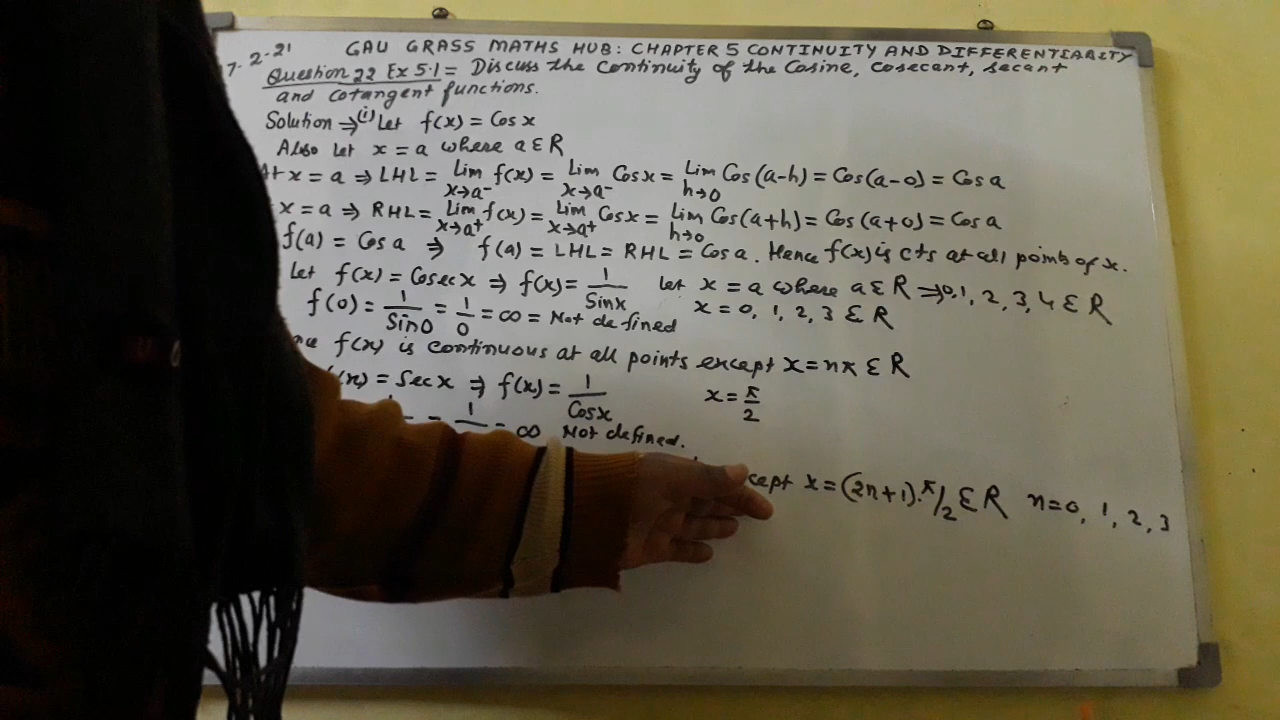 7.2.21 GAU GRASS MATHS HUB: CHAPTER 5 CONTINUITY AND DIFFERENTIABLITY
Question 22 Ex 5.1 = Discuss the Continuity of the Cosine, cosecant, secant
and cotangent functions.
Solution ⇒ (i) Let f(x) = Cos x
Also let x = a where a ε R
At x = a ⇒ LHL = Lim x→a⁻ f(x) = Lim x→a⁻ Cos x = Lim h→0 Cos (a-h) = Cos(a-0) = Cos a
x = a ⇒ RHL = Lim x→a⁺ f(x) = Lim x→a⁺ Cos x = Lim h→0 Cos(a+h) = Cos (a+0) = Cos a
f(a) = Cos a ⇒ f(a) = LHL = RHL = Cos a. Hence f(x) is cts at all points of x.
Let f(x) = Cosec x ⇒ f(x) = 1/Sin x Let x = a where a ε R ⇒ 0, 1, 2, 3, 4 ε R
f(0) = 1/Sin 0 = 1/0 = ∞ = Not defined x = 0, 1, 2, 3 ε R
f(x) is continuous at all points except x = nπ ε R
(x) = Sec x ⇒ f(x) = 1/Cos x x = π/2
= 1 = ∞ Not defined.
x = (2n+1).π/2 ε R n = 0, 1, 2, 3